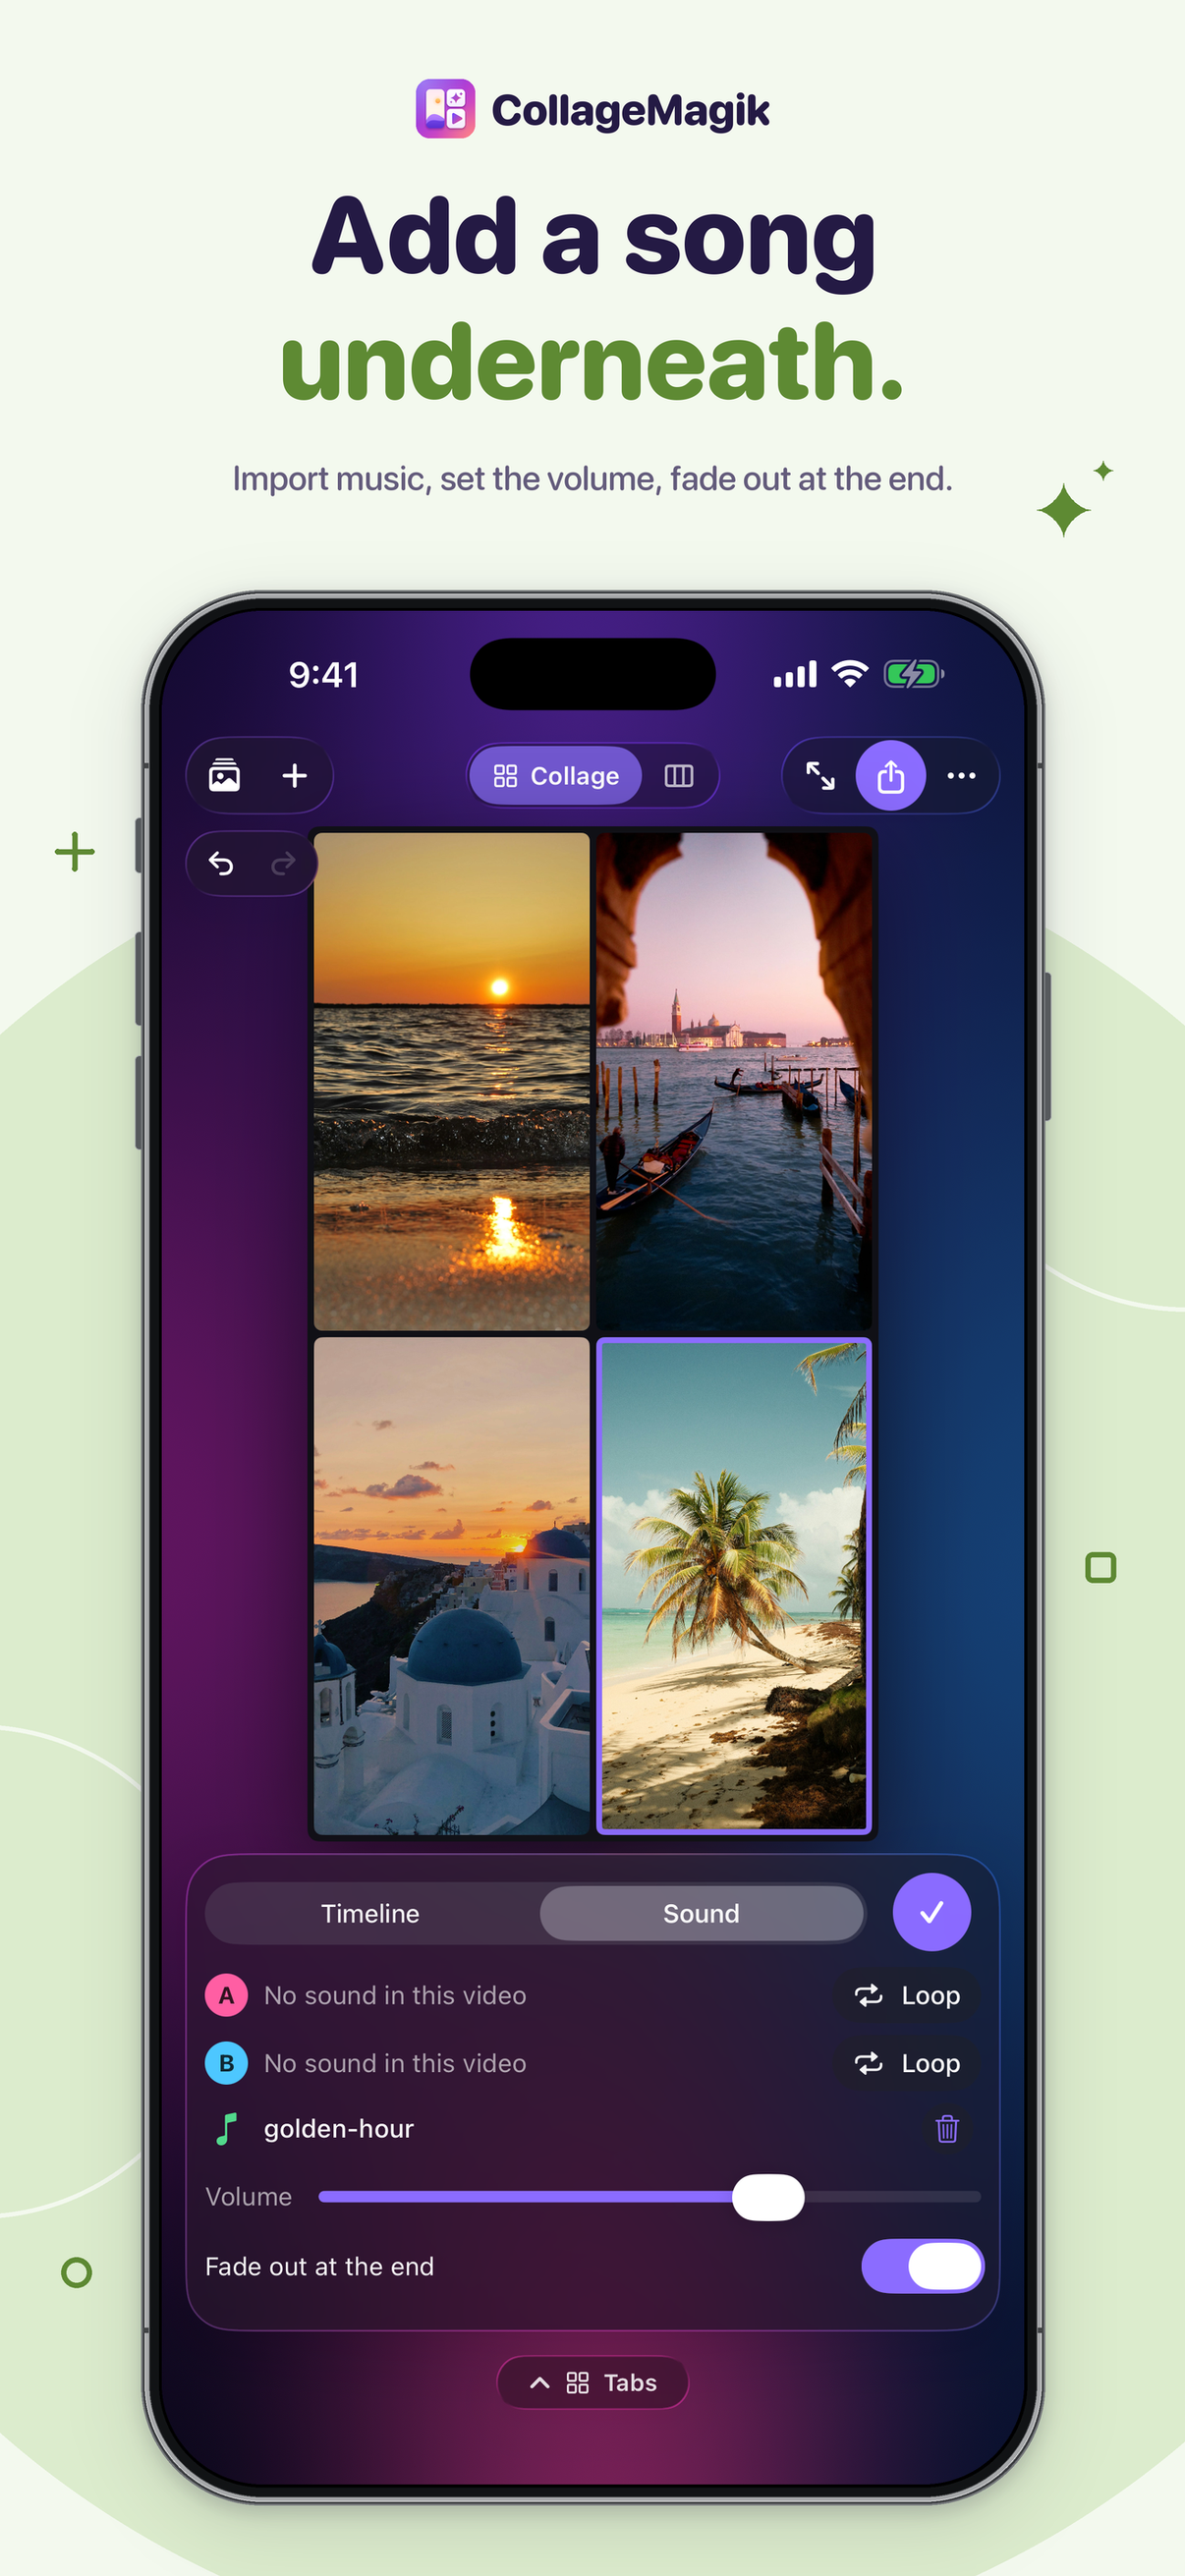 CollageMagik
Add a song
underneath.
Import music, set the volume, fade out at the end.
9:41
Collage
Timeline
Sound
A No sound in this video Loop
B No sound in this video Loop
golden-hour
Volume
Fade out at the end
Tabs